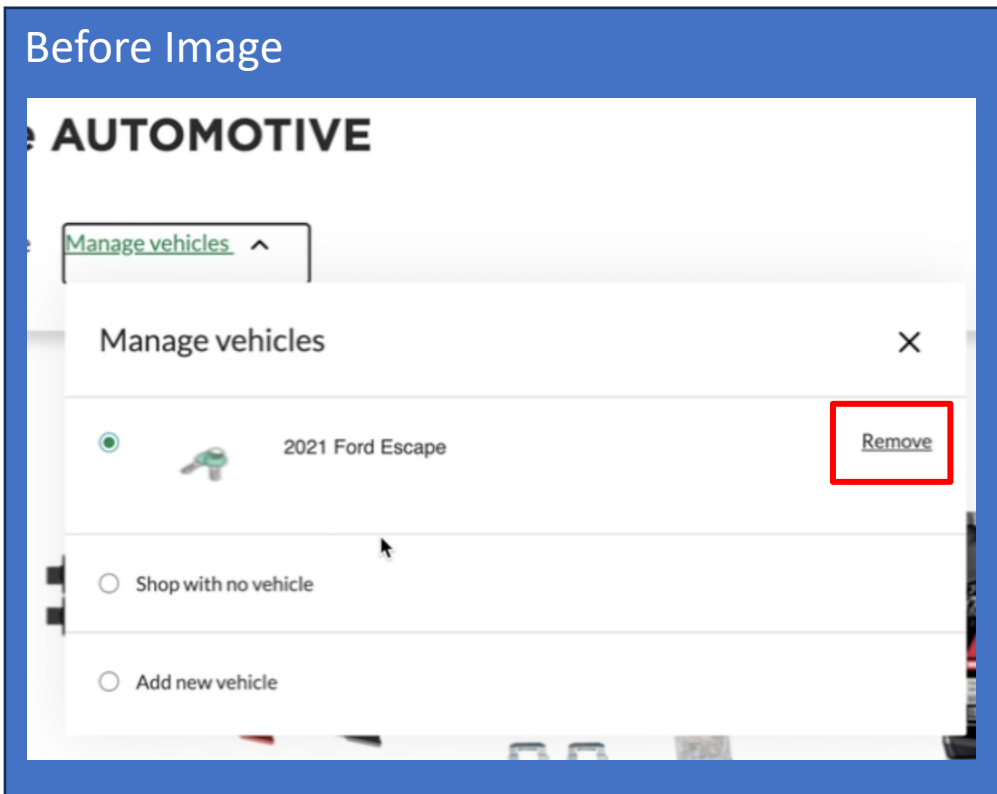 Before Image
e AUTOMOTIVE
e Manage vehicles
Manage vehicles
2021 Ford Escape Remove
Shop with no vehicle
Add new vehicle